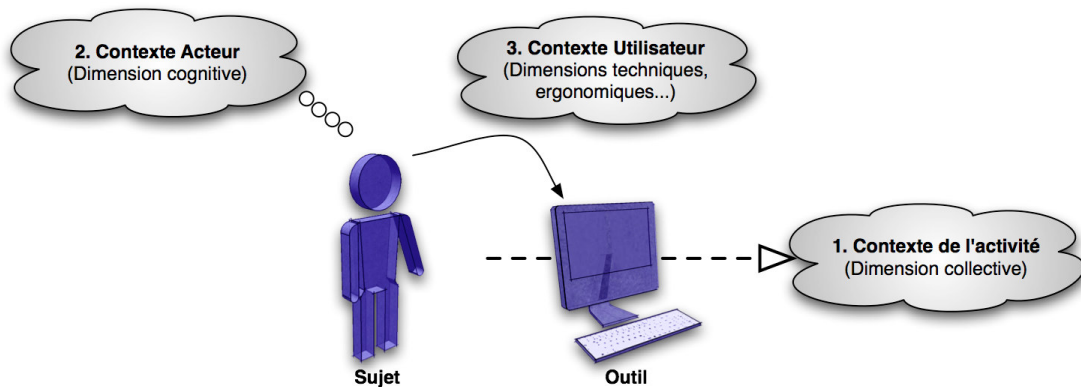 2. Contexte Acteur
(Dimension cognitive)
3. Contexte Utilisateur
(Dimensions techniques,
ergonomiques...)
1. Contexte de l'activité
(Dimension collective)
Sujet
Outil